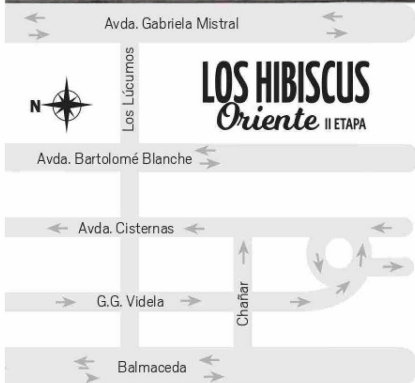 Avda. Gabriela Mistral
Los Lúcumos
N
LOS HIBISCUS
Oriente II ETAPA
Avda. Bartolomé Blanche
Avda. Cisternas
G.G. Videla
Chañar
Balmaceda